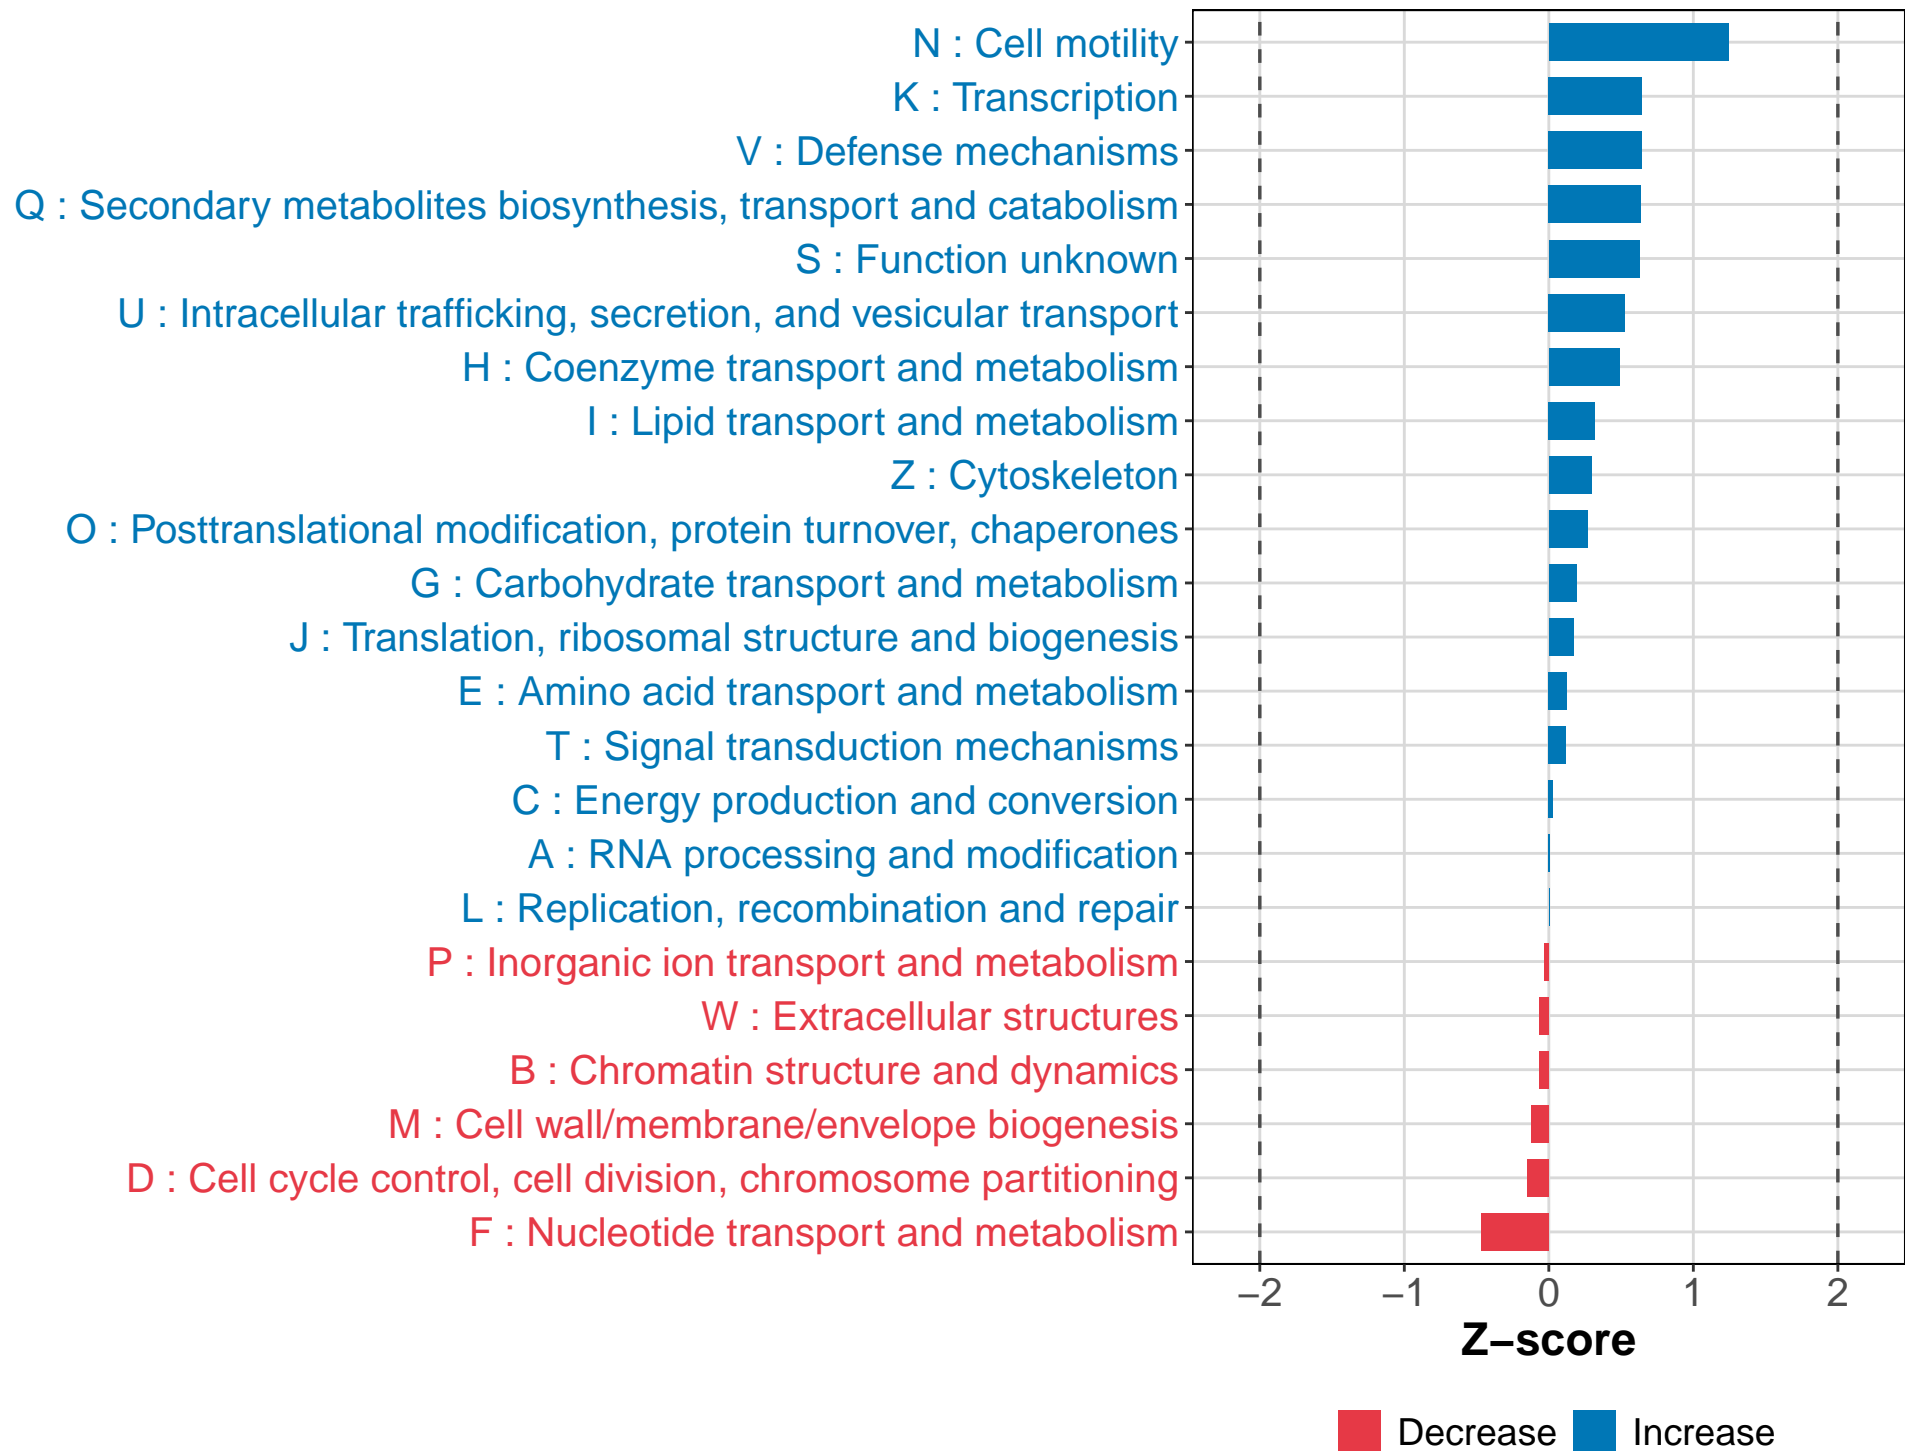 N : Cell motility
K : Transcription
V : Defense mechanisms
Q : Secondary metabolites biosynthesis, transport and catabolism
S : Function unknown
U : Intracellular trafficking, secretion, and vesicular transport
H : Coenzyme transport and metabolism
I : Lipid transport and metabolism
Z : Cytoskeleton
O : Posttranslational modification, protein turnover, chaperones
G : Carbohydrate transport and metabolism
J : Translation, ribosomal structure and biogenesis
E : Amino acid transport and metabolism
T : Signal transduction mechanisms
C : Energy production and conversion
A : RNA processing and modification
L : Replication, recombination and repair
P : Inorganic ion transport and metabolism
W : Extracellular structures
B : Chromatin structure and dynamics
M : Cell wall/membrane/envelope biogenesis
D : Cell cycle control, cell division, chromosome partitioning
F : Nucleotide transport and metabolism
−2 −1 0 1 2
Z−score
Decrease Increase